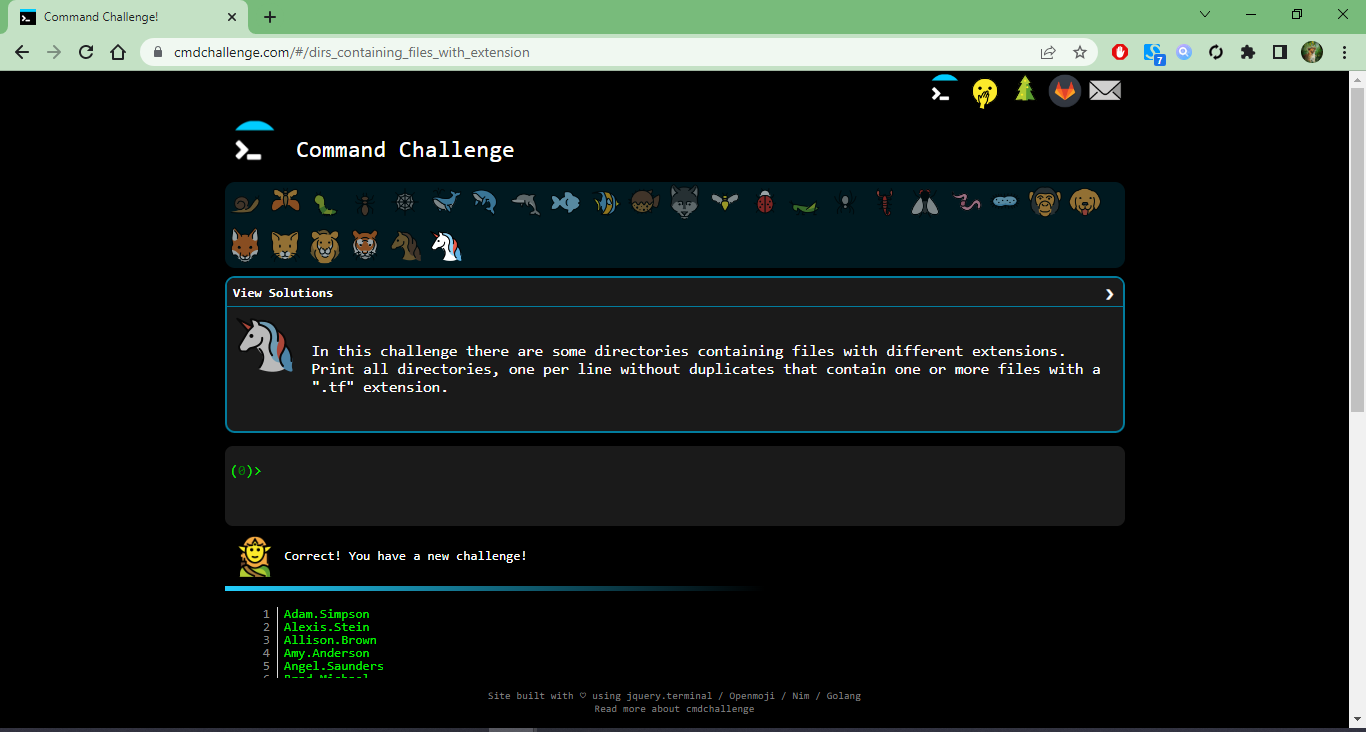 Command Challenge!
cmdchallenge.com/#/dirs_containing_files_with_extension
7
Command Challenge
View Solutions
In this challenge there are some directories containing files with different extensions.
Print all directories, one per line without duplicates that contain one or more files with a
".tf" extension.
(0)>
Correct! You have a new challenge!
1 Adam.Simpson
2 Alexis.Stein
3 Allison.Brown
4 Amy.Anderson
5 Angel.Saunders
Site built with ♡ using jquery.terminal / Openmoji / Nim / Golang
Read more about cmdchallenge